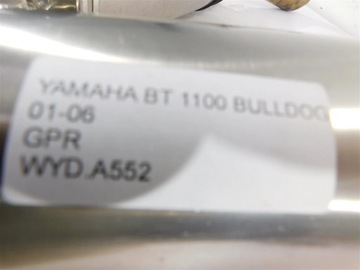 YAMAHA BT 1100 BULLDOG
01-06
GPR
WYD.A552